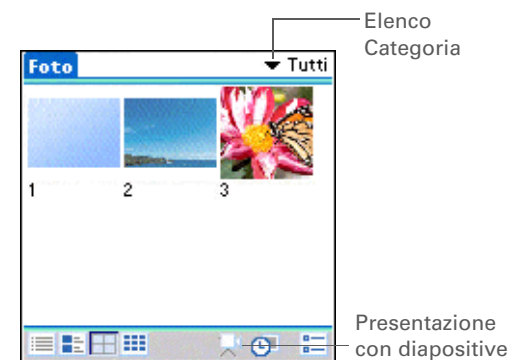 Elenco
Categoria
Foto
Tutti
1 2 3
Presentazione
con diapositive